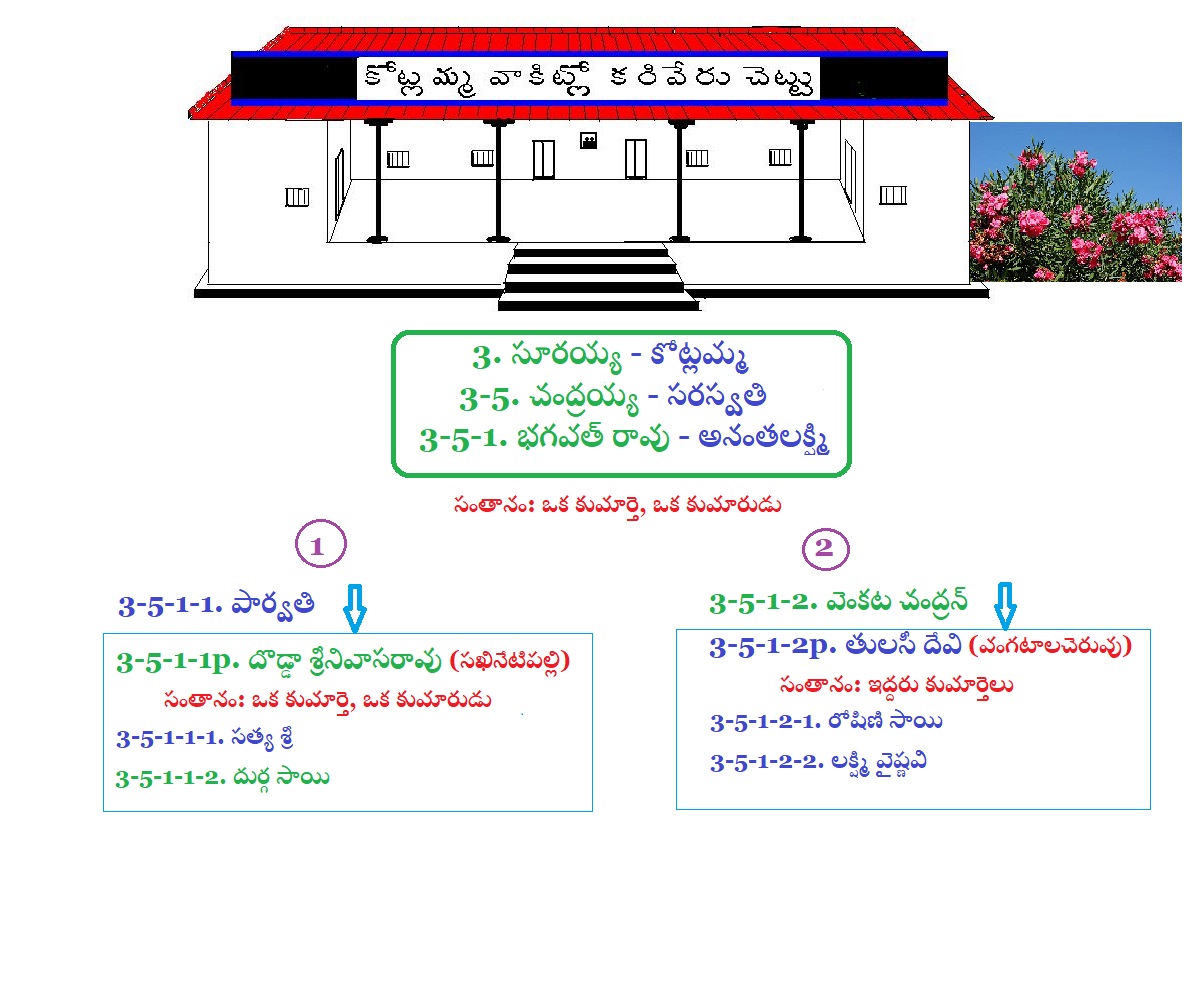 కోట్లమ్మ వాకిట్లో కరివేరు చెట్టు
3. సూరయ్య - కోట్లమ్మ
3-5. చంద్రయ్య - సరస్వతి
3-5-1. భగవత్ రావు - అనంతలక్ష్మి
సంతానం: ఒక కుమార్తె, ఒక కుమారుడు
1
3-5-1-1. పార్వతి
3-5-1-1p. దొడ్డా శ్రీనివాసరావు (సఖినేటిపల్లి)
సంతానం: ఒక కుమార్తె, ఒక కుమారుడు
3-5-1-1-1. సత్య శ్రీ
3-5-1-1-2. దుర్గ సాయి
2
3-5-1-2. వెంకట చంద్రన్
3-5-1-2p. తులసీ దేవి (వంగటాలచెరువు)
సంతానం: ఇద్దరు కుమార్తెలు
3-5-1-2-1. రోషిణి సాయి
3-5-1-2-2. లక్ష్మి వైష్ణవి